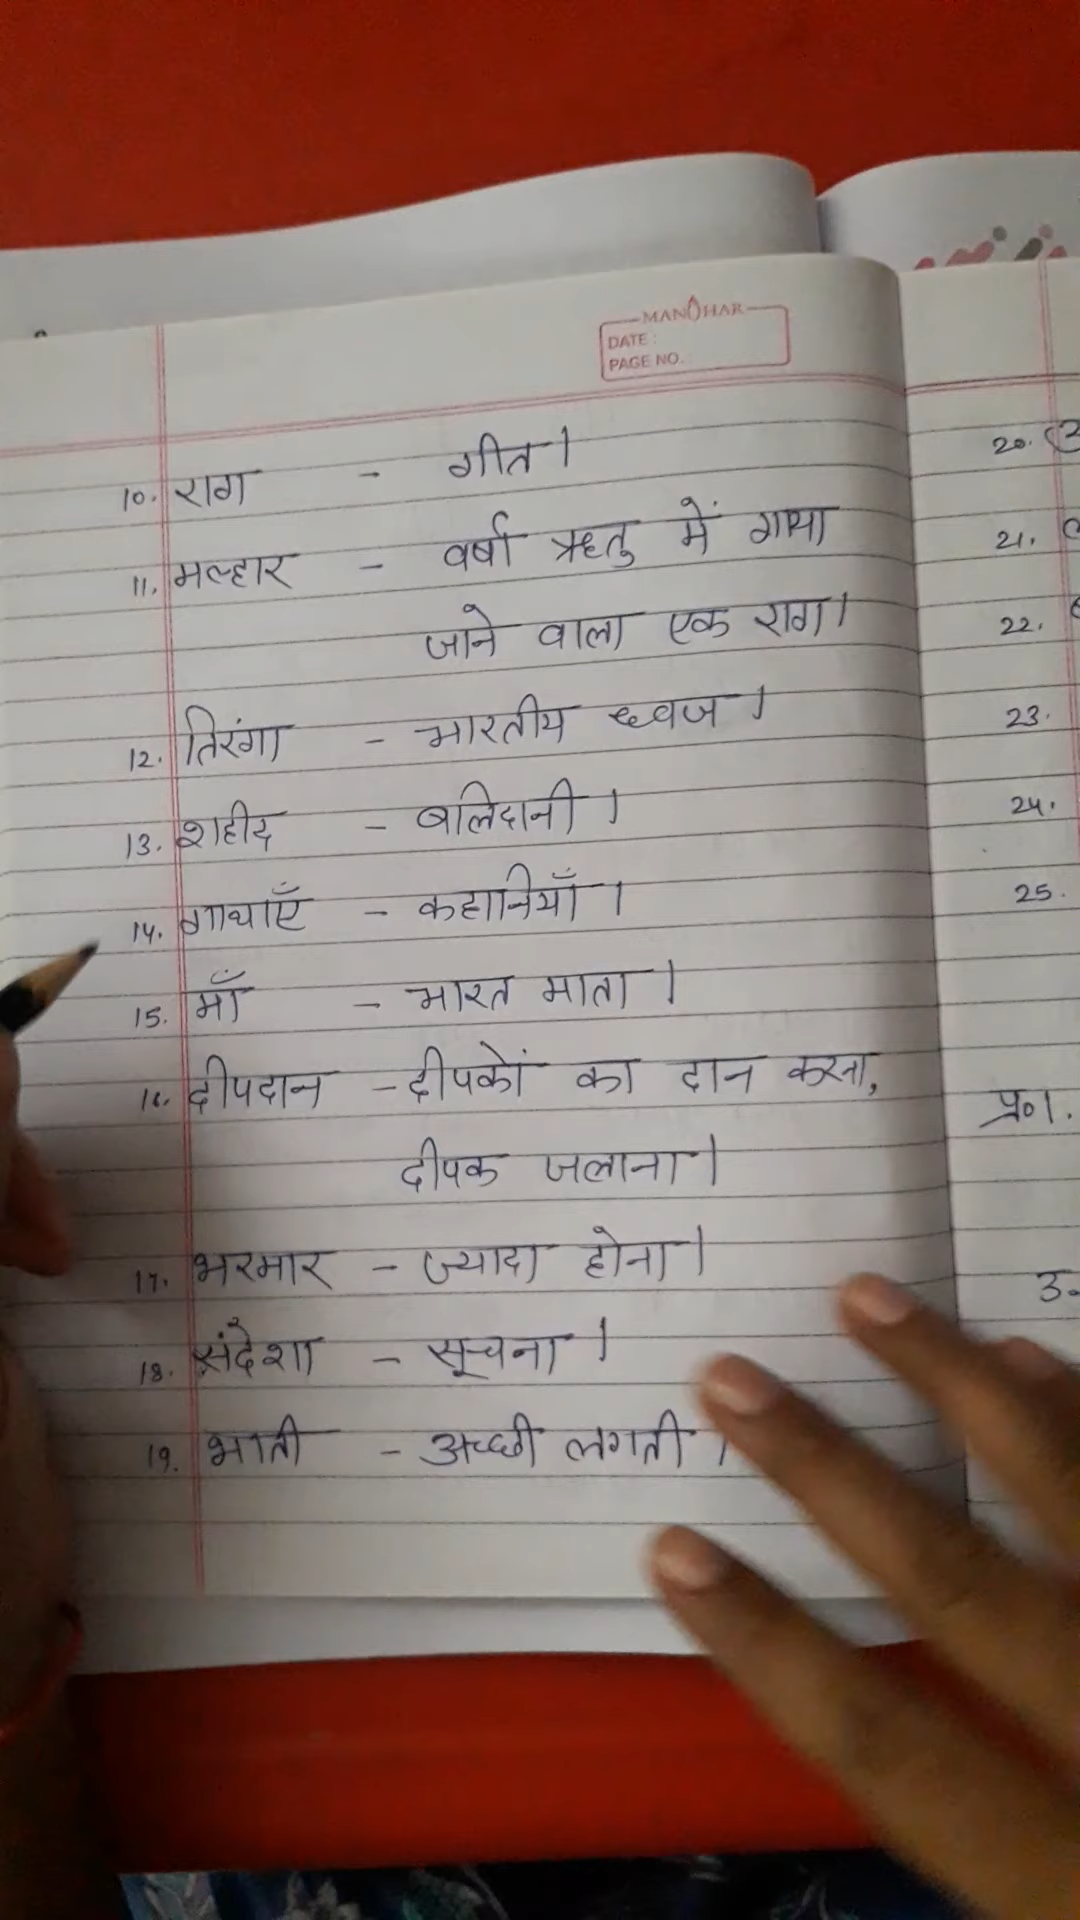 MANOHAR
DATE :
PAGE NO. :
10. राग - गीत।
11. मल्हार - वर्षा ऋतु में गाया
जाने वाला एक राग।
12. तिरंगा - भारतीय ध्वज।
13. शहीद - बलिदानी।
14. गाथाएँ - कहानियाँ।
15. माँ - भारत माता।
16. दीपदान - दीपकों का दान करना,
दीपक जलाना।
17. भरमार - ज्यादा होना।
18. संदेशा - सूचना।
19. भाती - अच्छी लगती।
20.
21.
22.
23.
24.
25.
प्र०1.
उ.